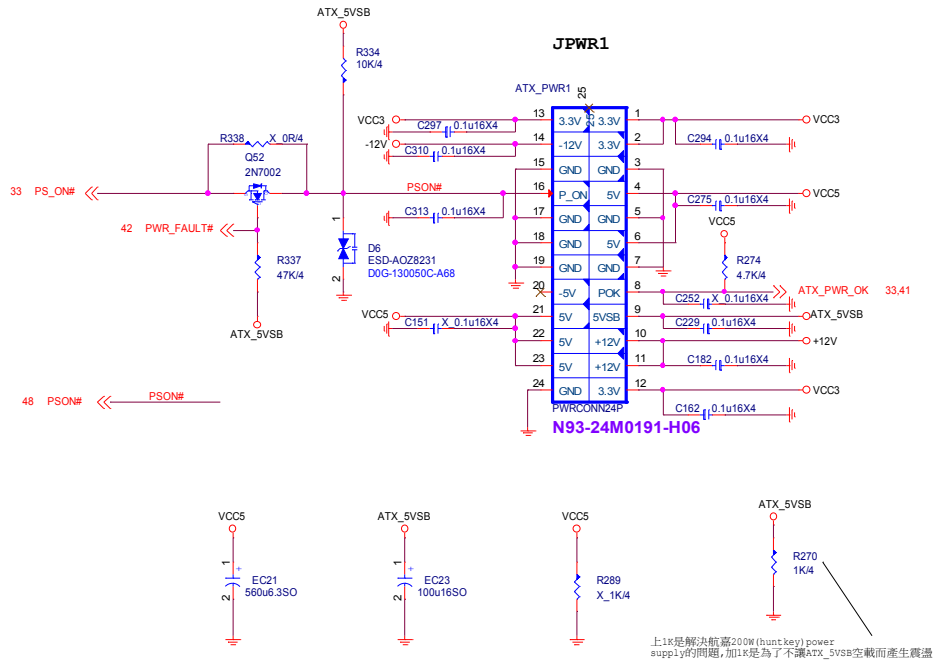 ATX_5VSB
JPWR1
R334
10K/4
ATX_PWR1
25
25
VCC3
13
3.3V
3.3V
1
VCC3
C297
0.1u16X4
14
-12V
3.3V
2
C294
0.1u16X4
R338
X_0R/4
-12V
C310
0.1u16X4
15
GND
GND
3
Q52
2N7002
33
PS_ON#
PSON#
16
P_ON
5V
4
VCC5
C275
0.1u16X4
C313
0.1u16X4
17
GND
GND
5
VCC5
42
PWR_FAULT#
1
18
GND
5V
6
D6
ESD-AOZ8231
D0G-130050C-A68
R337
47K/4
2
19
GND
GND
7
R274
4.7K/4
20
-5V
POK
8
ATX_PWR_OK
33,41
C252
X_0.1u16X4
VCC5
21
5V
5VSB
9
ATX_5VSB
C151
X_0.1u16X4
C229
0.1u16X4
ATX_5VSB
22
5V
+12V
10
+12V
23
5V
+12V
11
C182
0.1u16X4
24
GND
3.3V
12
VCC3
48
PSON#
PSON#
PWRCONN24P
C162
0.1u16X4
N93-24M0191-H06
VCC5
1
+
EC21
560u6.3SO
2
ATX_5VSB
1
+
EC23
100u16SO
2
VCC5
R289
X_1K/4
ATX_5VSB
R270
1K/4
上1K是解決航嘉200W(huntkey)power
supply的問題,加1K是為了不讓ATX_5VSB空載而產生震盪